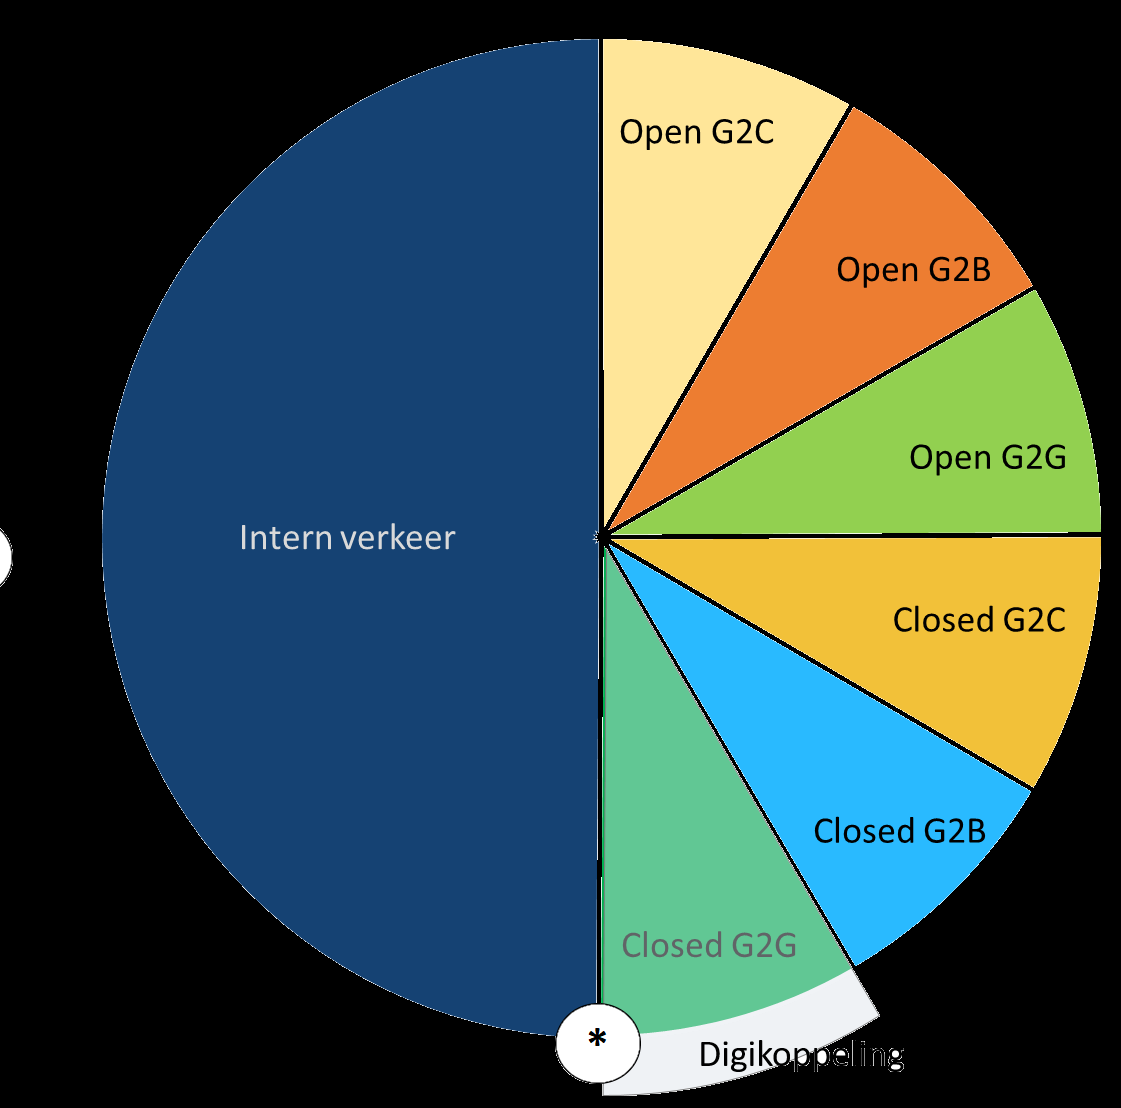 Open G2C
Open G2B
Open G2G
Intern verkeer
Closed G2C
Closed G2B
Closed G2G
*
Digikoppeling